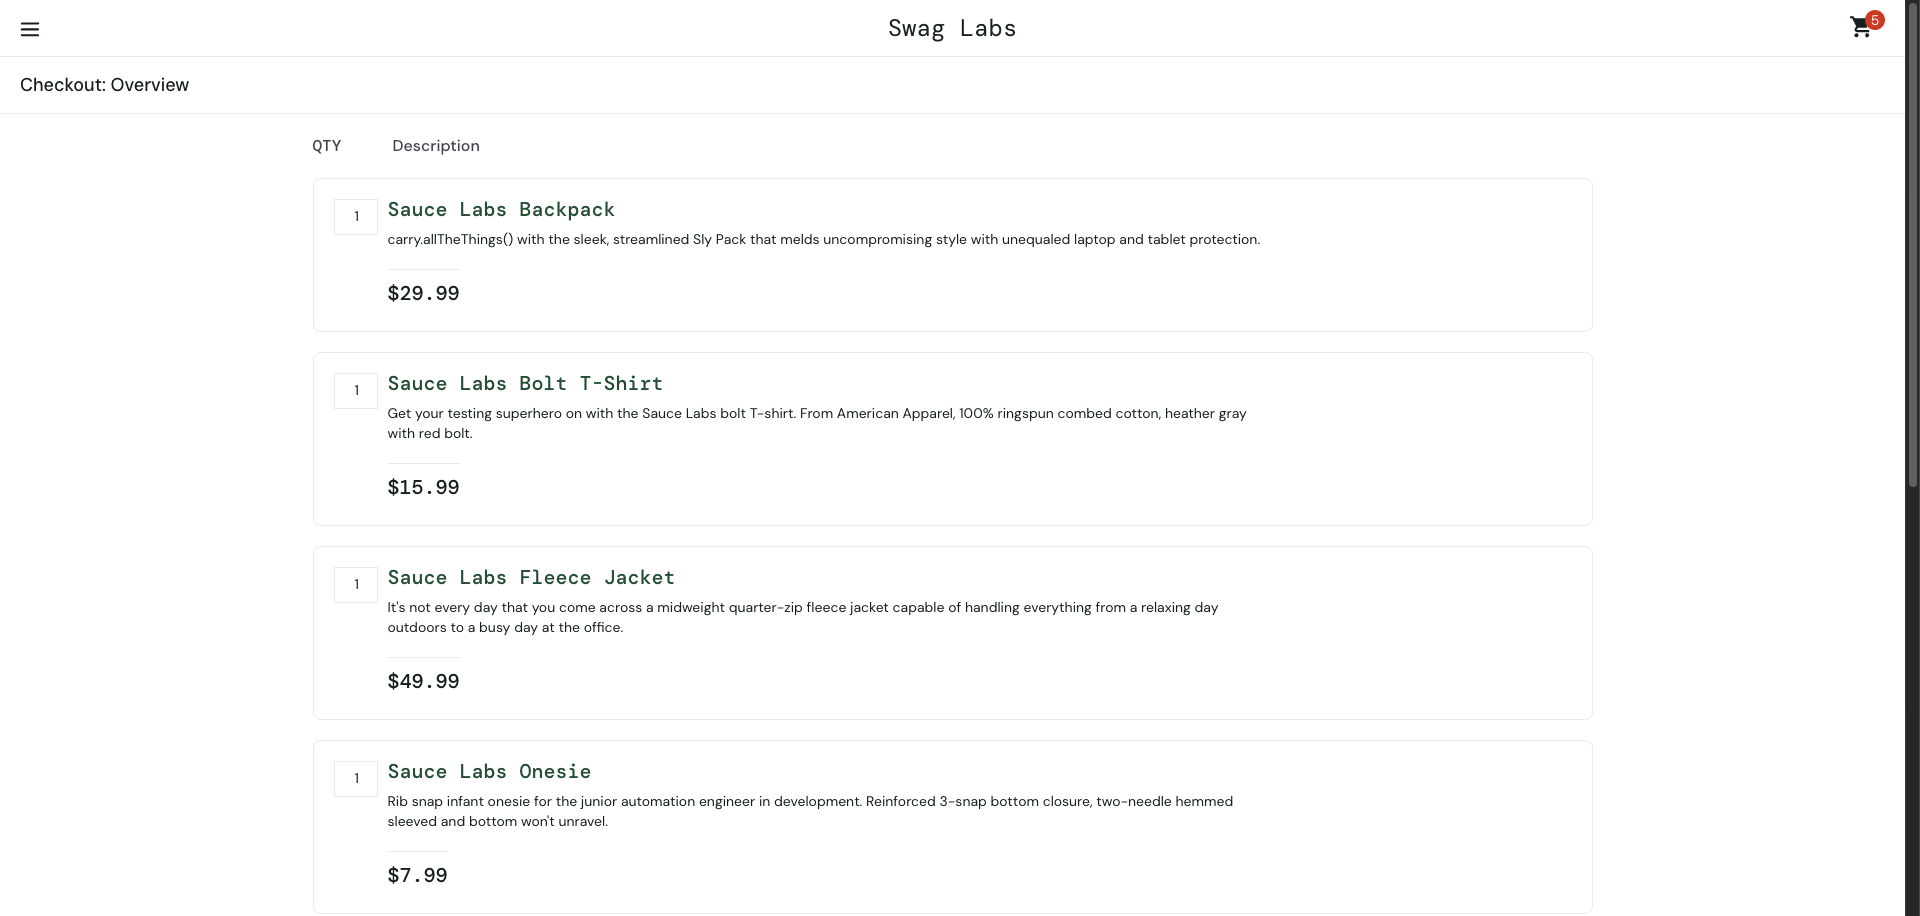 Swag Labs
5
Checkout: Overview
QTY Description
1
Sauce Labs Backpack
carry.allTheThings() with the sleek, streamlined Sly Pack that melds uncompromising style with unequaled laptop and tablet protection.
$29.99
1
Sauce Labs Bolt T-Shirt
Get your testing superhero on with the Sauce Labs bolt T-shirt. From American Apparel, 100% ringspun combed cotton, heather gray
with red bolt.
$15.99
1
Sauce Labs Fleece Jacket
It's not every day that you come across a midweight quarter-zip fleece jacket capable of handling everything from a relaxing day
outdoors to a busy day at the office.
$49.99
1
Sauce Labs Onesie
Rib snap infant onesie for the junior automation engineer in development. Reinforced 3-snap bottom closure, two-needle hemmed
sleeved and bottom won't unravel.
$7.99